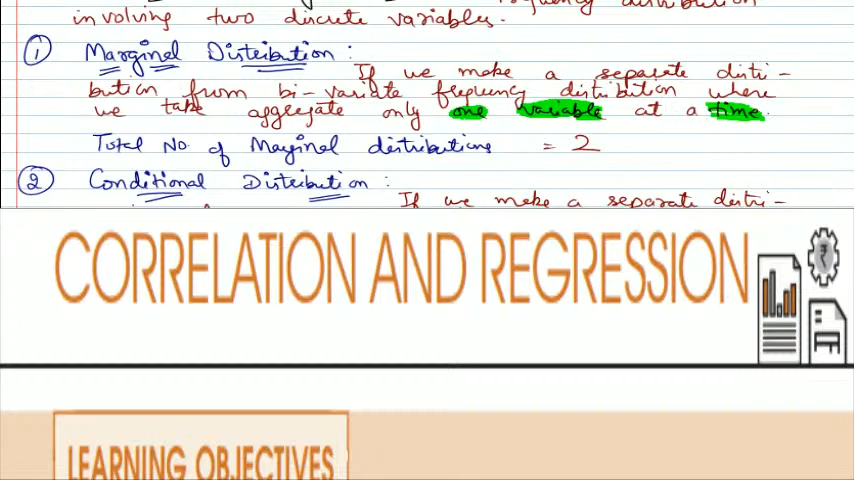 frequency distribution
involving two discrete variables.
① Marginal Distribution :
If we make a separate distri-
bution from bi-variate frequency distribution where
we take aggregate only one variable at a time.
Total No. of Marginal distributions = 2
② Conditional Distribution :
If we make a separate distri-
CORRELATION AND REGRESSION
₹
LEARNING OBJECTIVES